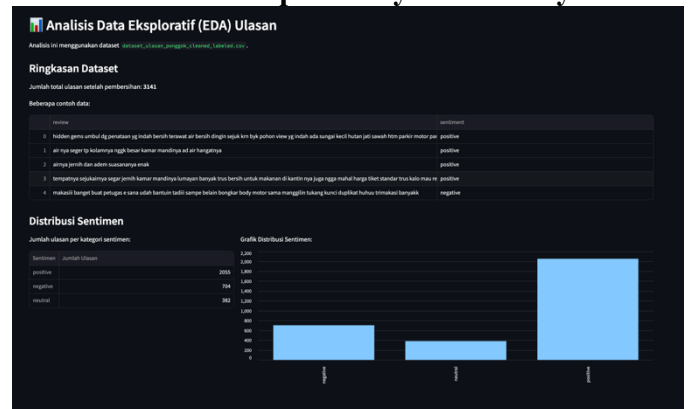 Analisis Data Eksploratif (EDA) Ulasan
Analisis ini menggunakan dataset dataset_ulasan_ponggok_cleaned_labeled.csv .
Ringkasan Dataset
Jumlah total ulasan setelah pembersihan: 3141
Beberapa contoh data:
review sentiment
0 hidden gems umbul dg penataan yg indah bersih terawat air bersih dingin sejuk krn byk pohon view yg indah ada sungai kecil hutan jati sawah htm parkir motor par positive
1 air nya seger tp kolamnya nggk besar kamar mandinya ad air hangatnya positive
2 airnya jernih dan adem suasananya enak positive
3 tempatnya sejukairnya segar jernih kamar mandinya lumayan banyak trus bersih untuk makanan di kantin nya juga ngga mahal harga tiket standar trus kalo mau re positive
4 makasiii banget buat petugas e sana udah bantuin tadiii sampe belain bongkar body motor sama manggilin tukang kunci duplikat huhuu trimakasi banyakk negative
Distribusi Sentimen
Jumlah ulasan per kategori sentimen:
Sentimen Jumlah Ulasan
positive 2055
negative 704
neutral 382
Grafik Distribusi Sentimen:
2,200
2,000
1,800
1,600
1,400
1,200
1,000
800
600
400
200
0
negative neutral positive